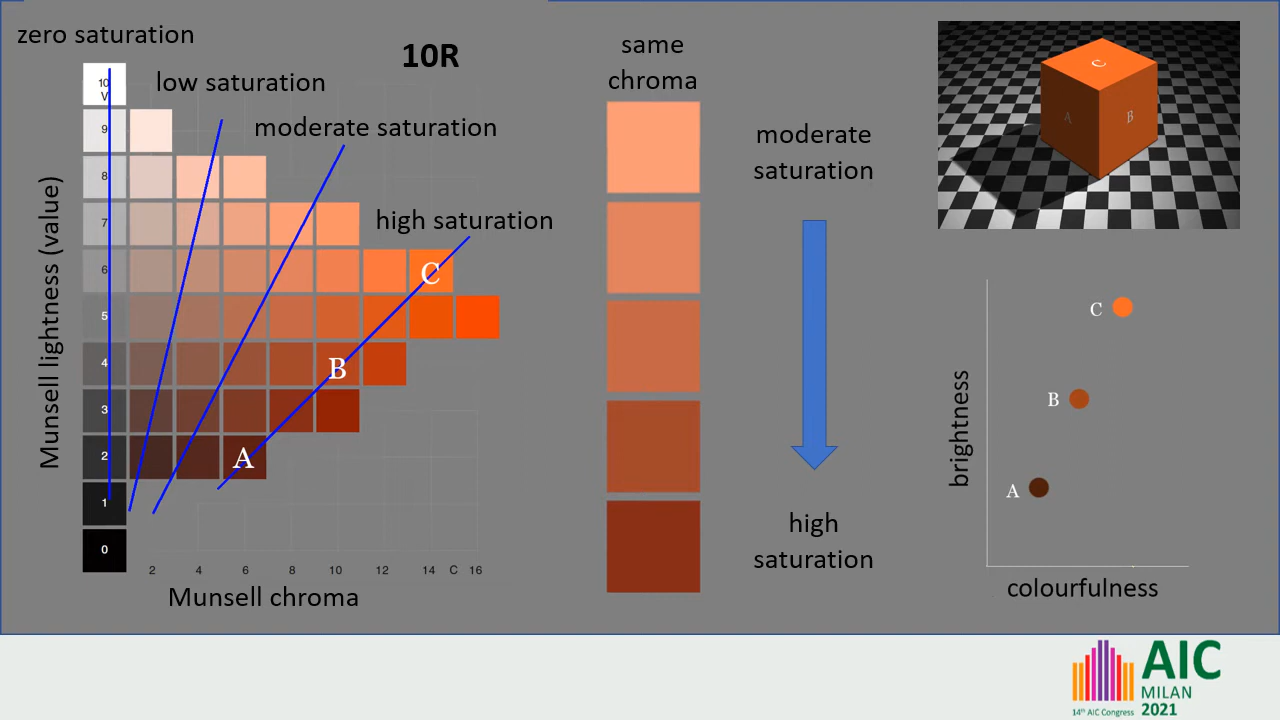 zero saturation
10R
low saturation
moderate saturation
high saturation
Munsell lightness (value)
10
V
9
8
7
6
5
4
3
2
1
0
C
B
A
2 4 6 8 10 12 14 C 16
Munsell chroma
same
chroma
moderate
saturation
high
saturation
C
A
B
brightness
C
B
A
colourfulness
AIC
MILAN
2021
14th AIC Congress